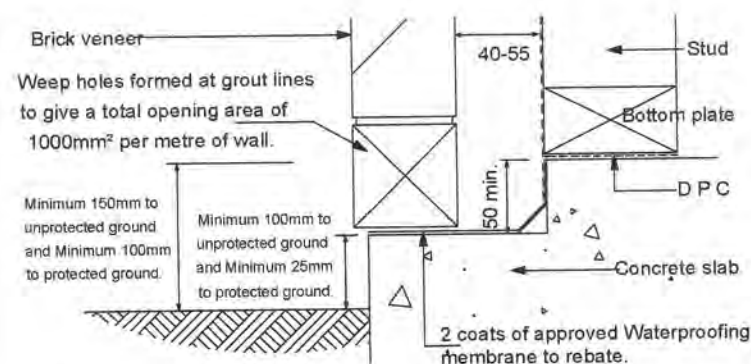 Brick veneer
40-55
Stud
Weep holes formed at grout lines
to give a total opening area of
1000mm² per metre of wall.
Bottom plate
Minimum 150mm to
unprotected ground
and Minimum 100mm
to protected ground.
Minimum 100mm to
unprotected ground
and Minimum 25mm
to protected ground.
50 min.
D P C
Concrete slab
2 coats of approved Waterproofing
membrane to rebate.